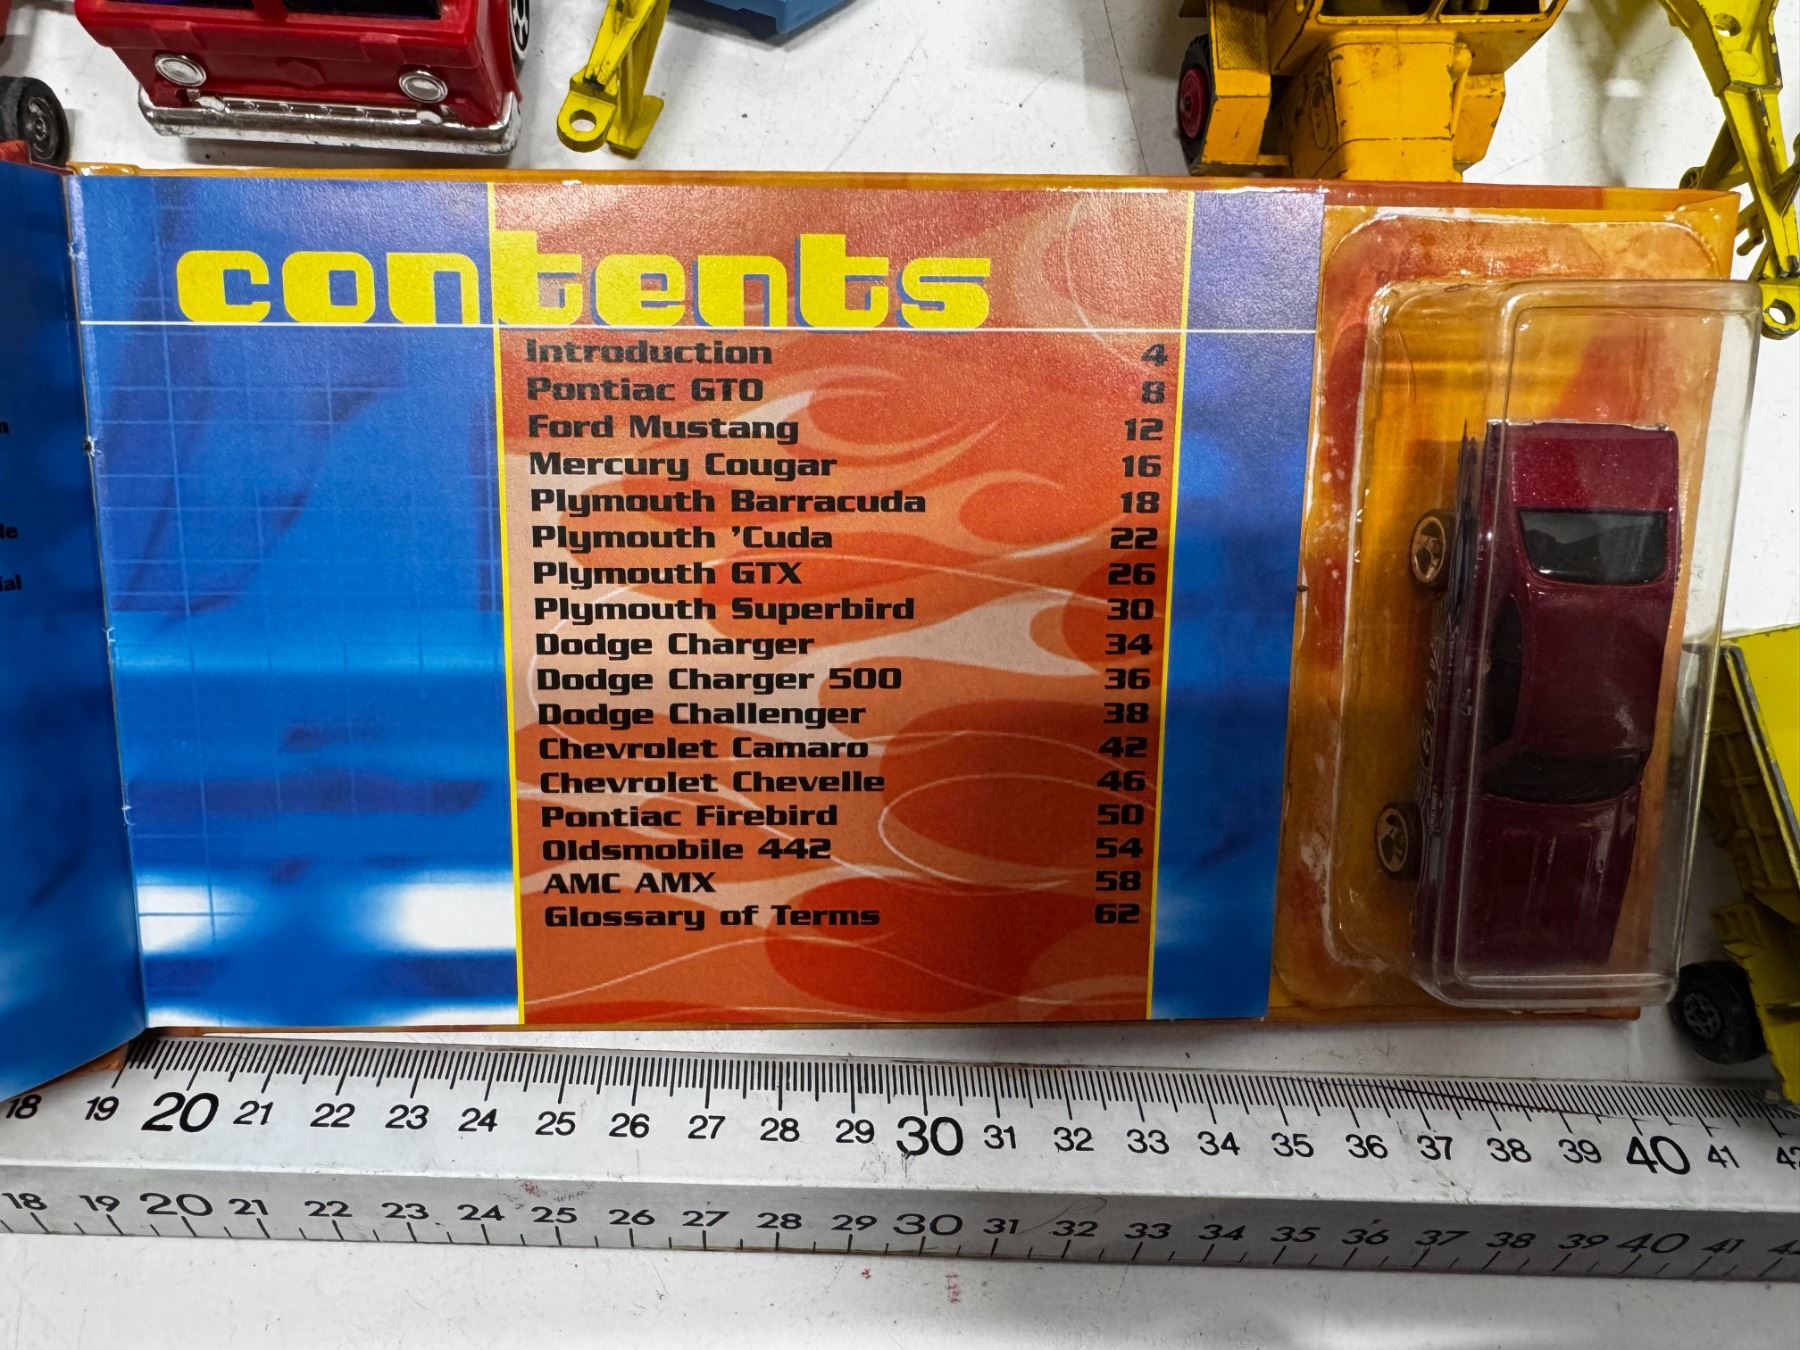 contents
Introduction 4
Pontiac GTO 8
Ford Mustang 12
Mercury Cougar 16
Plymouth Barracuda 18
Plymouth 'Cuda 22
Plymouth GTX 26
Plymouth Superbird 30
Dodge Charger 34
Dodge Charger 500 36
Dodge Challenger 38
Chevrolet Camaro 42
Chevrolet Chevelle 46
Pontiac Firebird 50
Oldsmobile 442 54
AMC AMX 58
Glossary of Terms 62
18 19 20 21 22 23 24 25 26 27 28 29 30 31 32 33 34 35 36 37 38 39 40 41 42
18 19 20 21 22 23 24 25 26 27 28 29 30 31 32 33 34 35 36 37 38 39 40 41